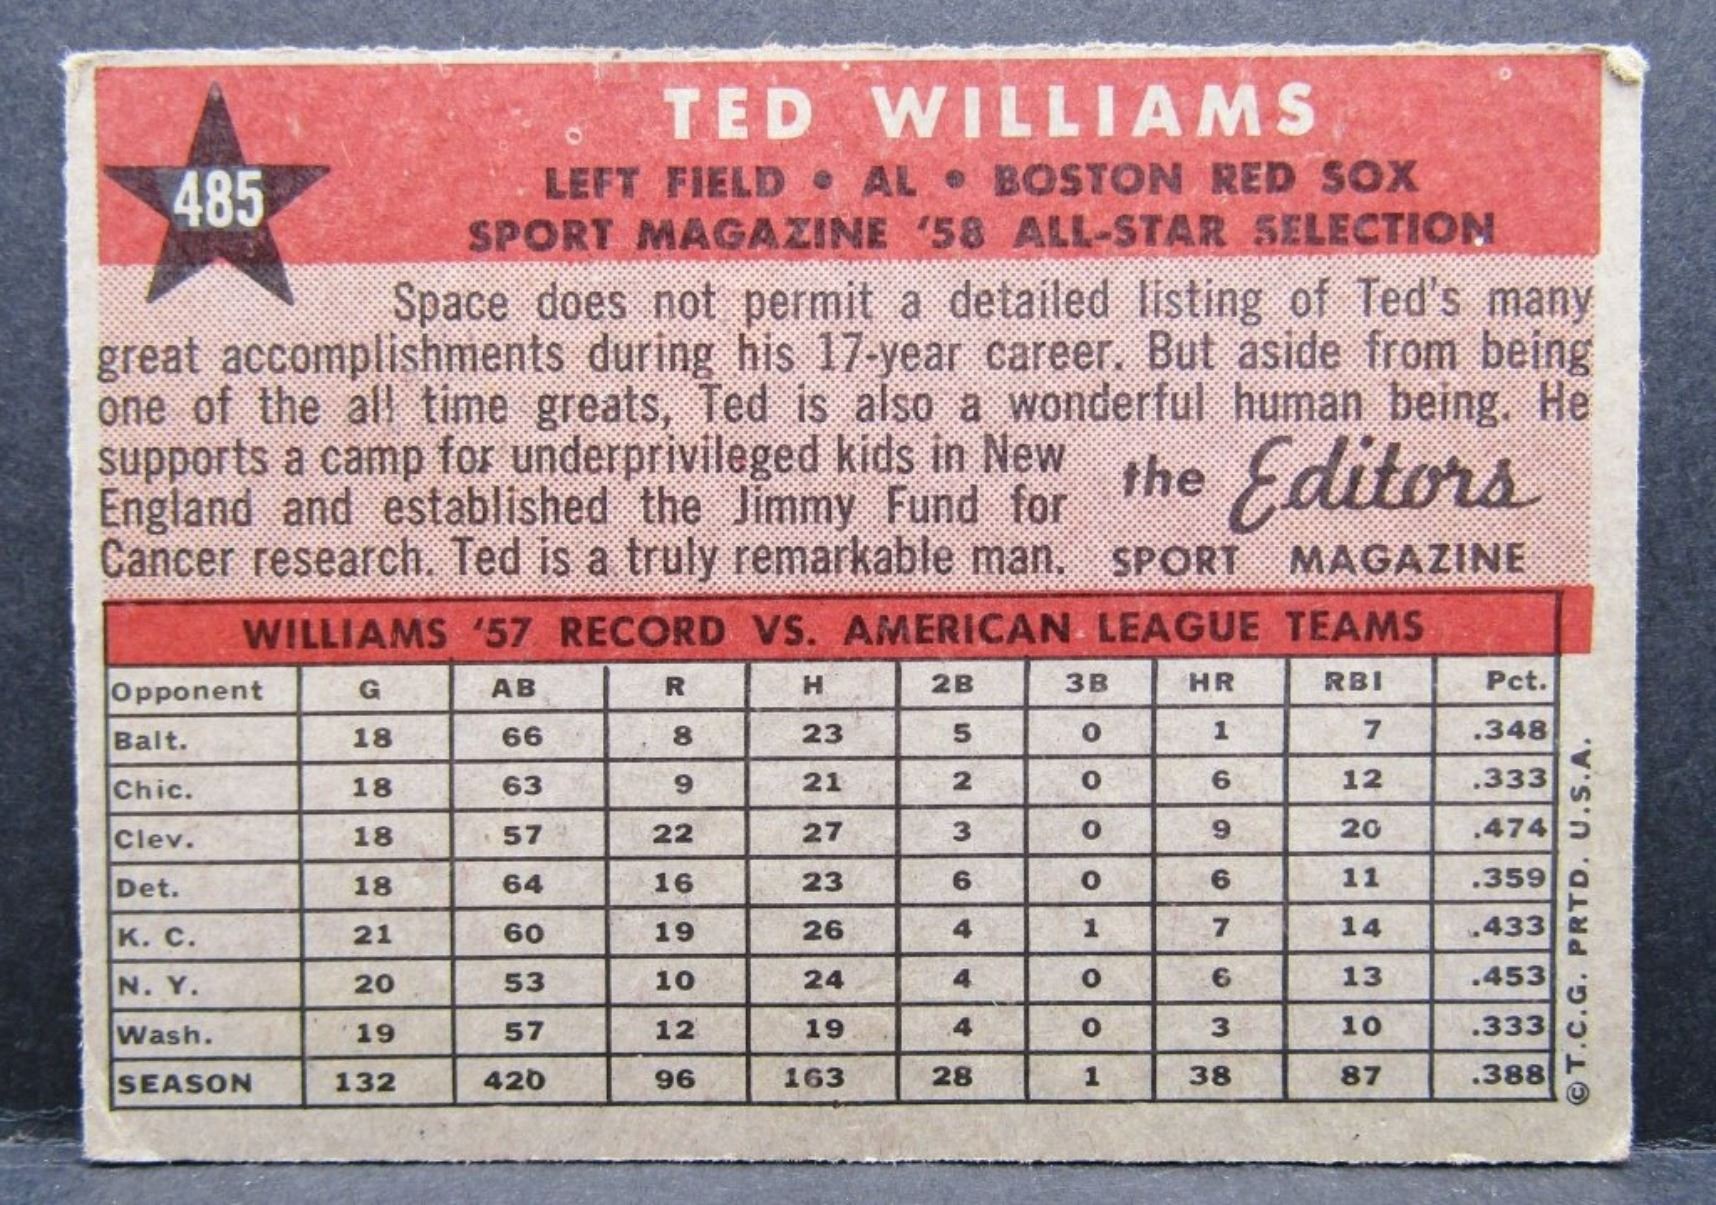 TED WILLIAMS
485
LEFT FIELD • AL • BOSTON RED SOX
SPORT MAGAZINE '58 ALL-STAR SELECTION
Space does not permit a detailed listing of Ted's many
great accomplishments during his 17-year career. But aside from being
one of the all time greats, Ted is also a wonderful human being. He
supports a camp for underprivileged kids in New
England and established the Jimmy Fund for
Cancer research. Ted is a truly remarkable man.
the Editors
SPORT MAGAZINE
WILLIAMS '57 RECORD VS. AMERICAN LEAGUE TEAMS
Opponent G AB R H 2B 3B HR RBI Pct.
Balt. 18 66 8 23 5 0 1 7 .348
Chic. 18 63 9 21 2 0 6 12 .333
Clev. 18 57 22 27 3 0 9 20 .474
Det. 18 64 16 23 6 0 6 11 .359
K. C. 21 60 19 26 4 1 7 14 .433
N. Y. 20 53 10 24 4 0 6 13 .453
Wash. 19 57 12 19 4 0 3 10 .333
SEASON 132 420 96 163 28 1 38 87 .388
© T.C.G. PRTD. U.S.A.